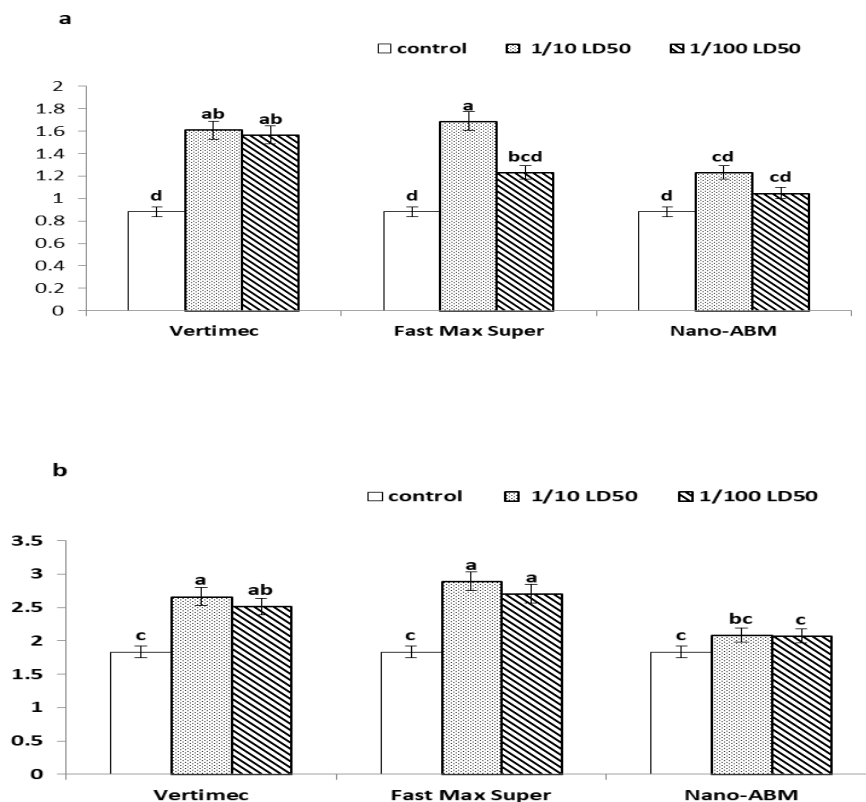 a
control 1/10 LD50 1/100 LD50
2
1.8
1.6
1.4
1.2
1
0.8
0.6
0.4
0.2
0
d ab ab d a bcd d cd cd
Vertimec Fast Max Super Nano-ABM
b
control 1/10 LD50 1/100 LD50
3.5
3
2.5
2
1.5
1
0.5
0
c a ab c a a c bc c
Vertimec Fast Max Super Nano-ABM